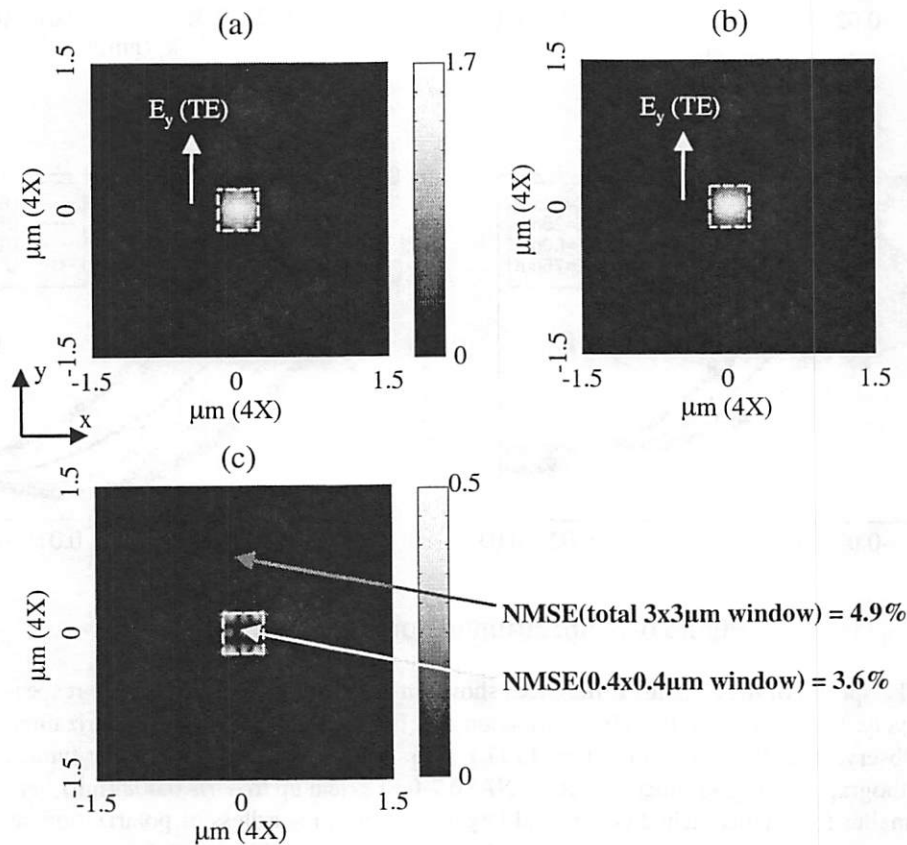 (a)
(b)
1.5
0
-1.5
μm (4X)
E_y (TE)
1.7
0
1.5
0
-1.5
μm (4X)
E_y (TE)
y
x
-1.5
0
1.5
μm (4X)
-1.5
0
1.5
μm (4X)
(c)
1.5
0
-1.5
μm (4X)
0.5
0
NMSE(total 3x3μm window) = 4.9%
NMSE(0.4x0.4μm window) = 3.6%
-1.5
0
1.5
μm (4X)